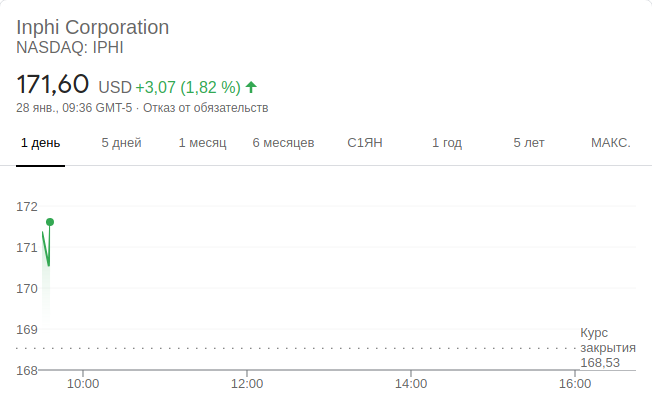 Inphi Corporation
NASDAQ: IPHI
171,60 USD +3,07 (1,82 %)
28 янв., 09:36 GMT-5 · Отказ от обязательств
1 день 5 дней 1 месяц 6 месяцев С1ЯН 1 год 5 лет МАКС.
172
171
170
169
168
Курс
закрытия
168,53
10:00 12:00 14:00 16:00